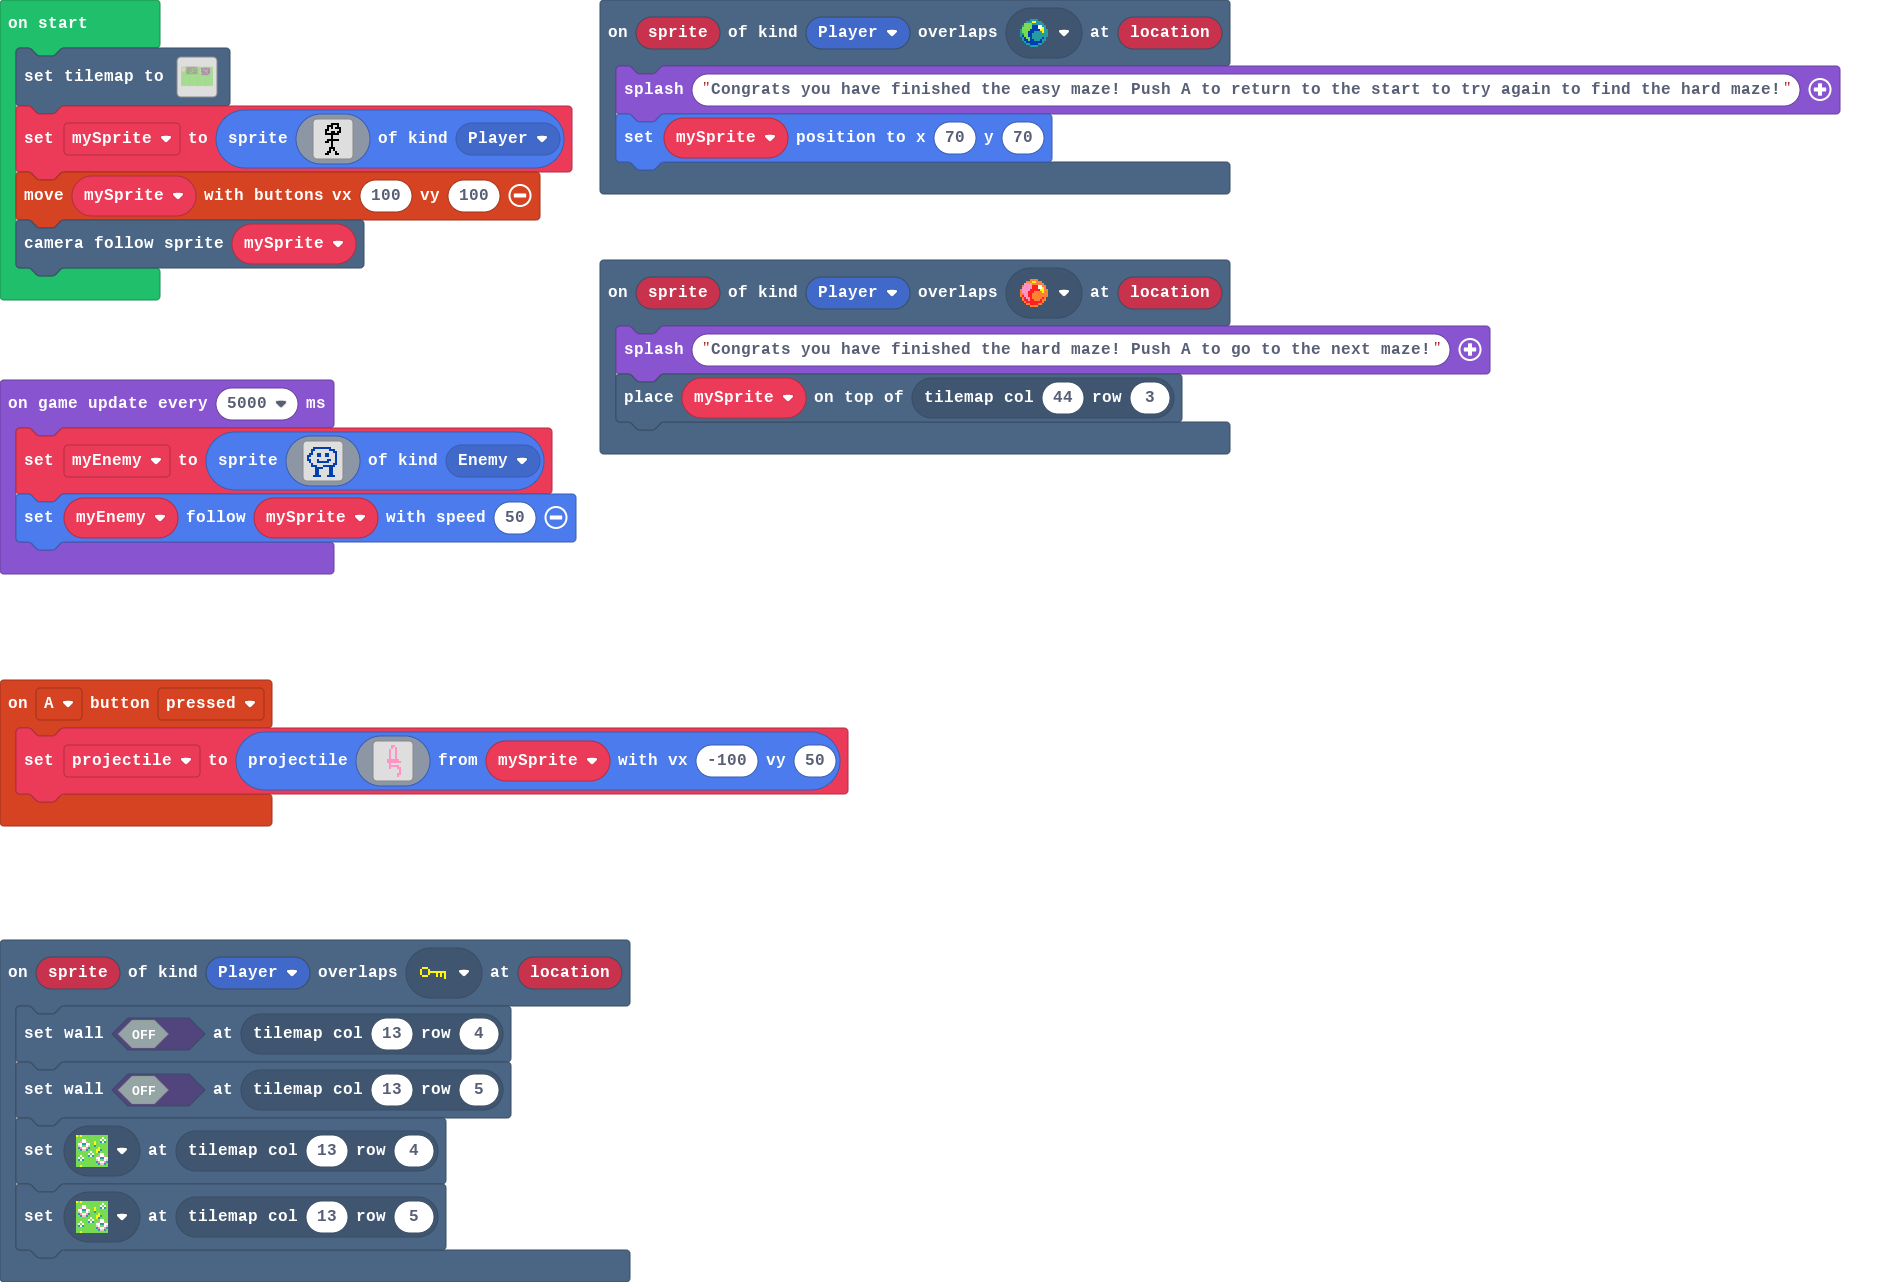 on start
set tilemap to
set mySprite to sprite of kind Player
move mySprite with buttons vx 100 vy 100
camera follow sprite mySprite
on game update every 5000 ms
set myEnemy to sprite of kind Enemy
set myEnemy follow mySprite with speed 50
on A button pressed
set projectile to projectile from mySprite with vx -100 vy 50
on sprite of kind Player overlaps at location
set wall OFF at tilemap col 13 row 4
set wall OFF at tilemap col 13 row 5
set at tilemap col 13 row 4
set at tilemap col 13 row 5
on sprite of kind Player overlaps at location
splash "Congrats you have finished the easy maze! Push A to return to the start to try again to find the hard maze!"
set mySprite position to x 70 y 70
on sprite of kind Player overlaps at location
splash "Congrats you have finished the hard maze! Push A to go to the next maze!"
place mySprite on top of tilemap col 44 row 3